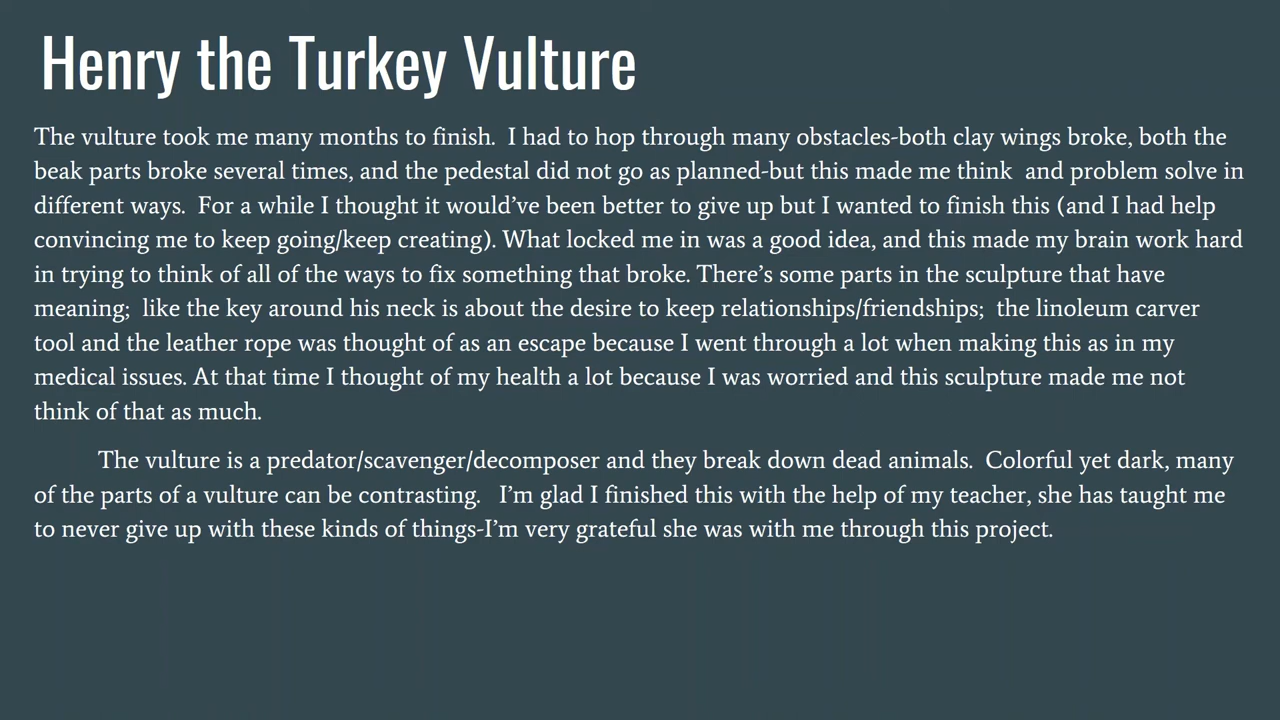 Henry the Turkey Vulture
The vulture took me many months to finish.  I had to hop through many obstacles-both clay wings broke, both the
beak parts broke several times, and the pedestal did not go as planned-but this made me think  and problem solve in
different ways.  For a while I thought it would’ve been better to give up but I wanted to finish this (and I had help
convincing me to keep going/keep creating). What locked me in was a good idea, and this made my brain work hard
in trying to think of all of the ways to fix something that broke. There’s some parts in the sculpture that have
meaning;  like the key around his neck is about the desire to keep relationships/friendships;  the linoleum carver
tool and the leather rope was thought of as an escape because I went through a lot when making this as in my
medical issues. At that time I thought of my health a lot because I was worried and this sculpture made me not
think of that as much.
The vulture is a predator/scavenger/decomposer and they break down dead animals.  Colorful yet dark, many
of the parts of a vulture can be contrasting.   I’m glad I finished this with the help of my teacher, she has taught me
to never give up with these kinds of things-I’m very grateful she was with me through this project.